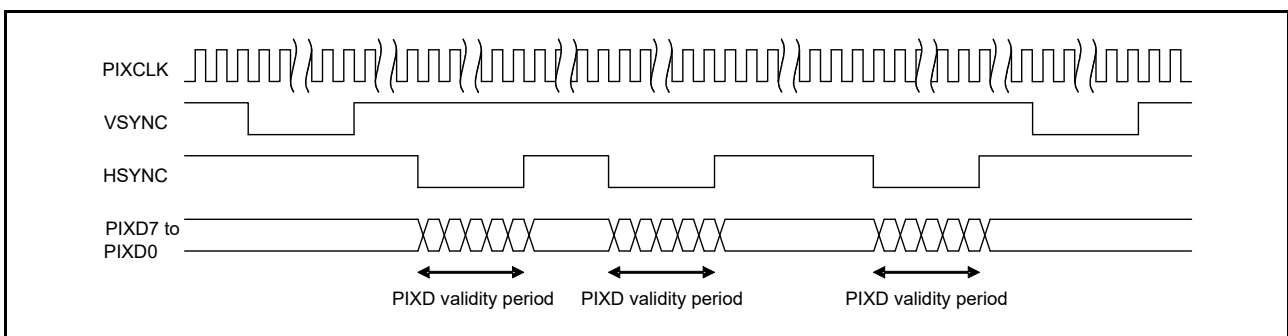 PIXCLK
VSYNC
HSYNC
PIXD7 to
PIXD0
PIXD validity period PIXD validity period PIXD validity period